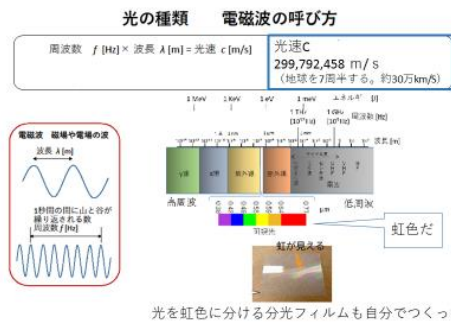 光の種類　　電磁波の呼び方
周波数　f [Hz] × 波長 λ [m] = 光速 c [m/s]
光速C
299,792,458 m/s
（地球を7周半する。約30万km/S）
1 MeV　1 KeV　1 eV　1 meV　エネルギー [J]
1 THz　1 GHz　周波数 [Hz]
波長 [m]
電磁波　磁場や電場の波
波長 λ [m]
1秒間の間に山と谷が
繰り返される数
周波数 f [Hz]
γ線　X線　紫外線　赤外線
電波
高周波　低周波
μm
可視光
虹色だ
虹が見える
光を虹色に分ける分光フィルムも自分でつくっ